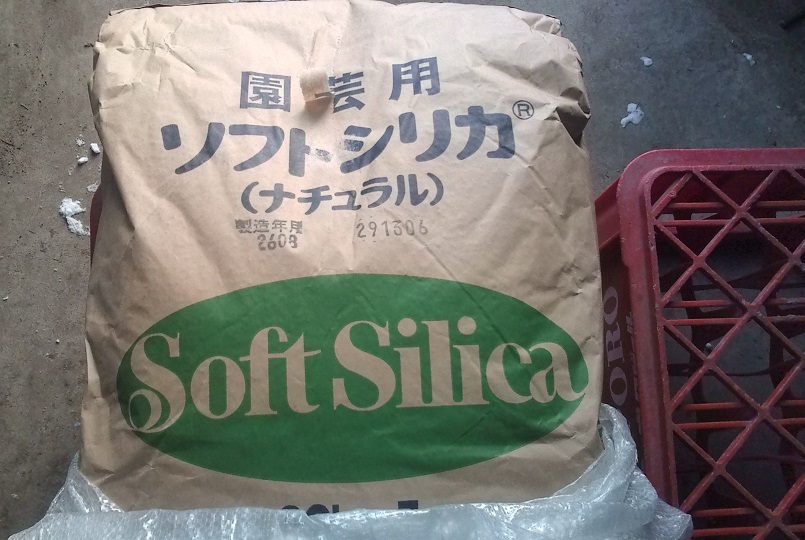 園芸用
ソフトシリカ®
(ナチュラル)
製造年月 291306
2608
Soft Silica
ORO